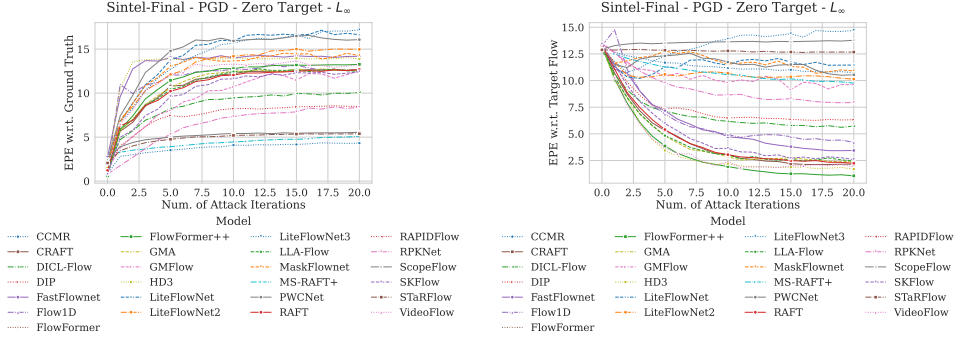 Sintel-Final - PGD - Zero Target - L∞
EPE w.r.t. Ground Truth
15
10
5
0
0.0 2.5 5.0 7.5 10.0 12.5 15.0 17.5 20.0
Num. of Attack Iterations
Model
CCMR FlowFormer++ LiteFlowNet3 RAPIDFlow
CRAFT GMA LLA-Flow RPKNet
DICL-Flow GMFlow MaskFlownet ScopeFlow
DIP HD3 MS-RAFT+ SKFlow
FastFlownet LiteFlowNet PWCNet STaRFlow
Flow1D LiteFlowNet2 RAFT VideoFlow
FlowFormer
Sintel-Final - PGD - Zero Target - L∞
EPE w.r.t. Target Flow
15.0
12.5
10.0
7.5
5.0
2.5
0.0 2.5 5.0 7.5 10.0 12.5 15.0 17.5 20.0
Num. of Attack Iterations
Model
CCMR FlowFormer++ LiteFlowNet3 RAPIDFlow
CRAFT GMA LLA-Flow RPKNet
DICL-Flow GMFlow MaskFlownet ScopeFlow
DIP HD3 MS-RAFT+ SKFlow
FastFlownet LiteFlowNet PWCNet STaRFlow
Flow1D LiteFlowNet2 RAFT VideoFlow
FlowFormer